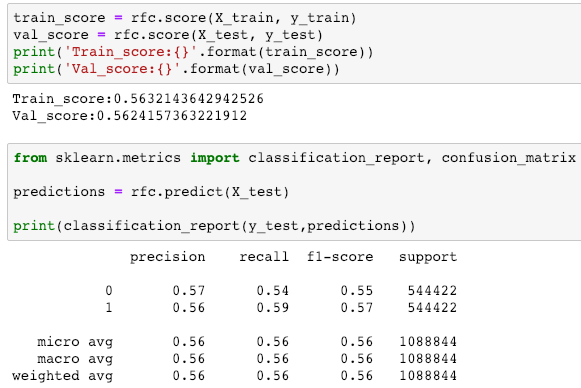 train_score = rfc.score(X_train, y_train)
val_score = rfc.score(X_test, y_test)
print('Train_score:{}'.format(train_score))
print('Val_score:{}'.format(val_score))
Train_score:0.5632143642942526
Val_score:0.5624157363221912
from sklearn.metrics import classification_report, confusion_matrix
predictions = rfc.predict(X_test)
print(classification_report(y_test,predictions))
precision recall f1-score support
0 0.57 0.54 0.55 544422
1 0.56 0.59 0.57 544422
micro avg 0.56 0.56 0.56 1088844
macro avg 0.56 0.56 0.56 1088844
weighted avg 0.56 0.56 0.56 1088844